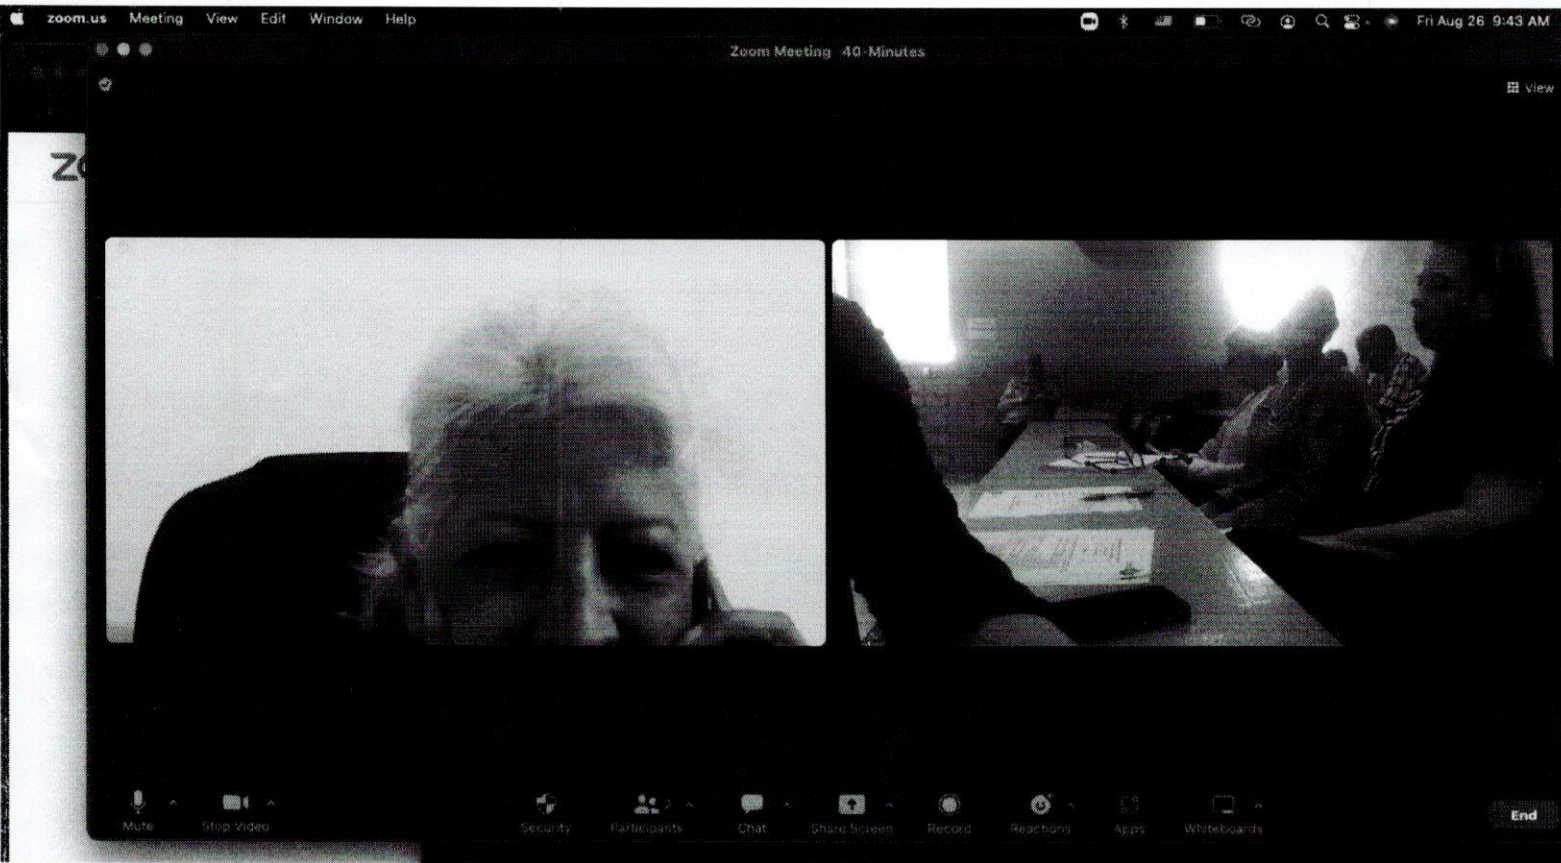 zoom.us Meeting View Edit Window Help Fri Aug 26 9:43 AM
Zoom Meeting 40-Minutes
View
Mute Stop Video Security Participants 2 Chat Share Screen Record Reactions Apps Whiteboards End